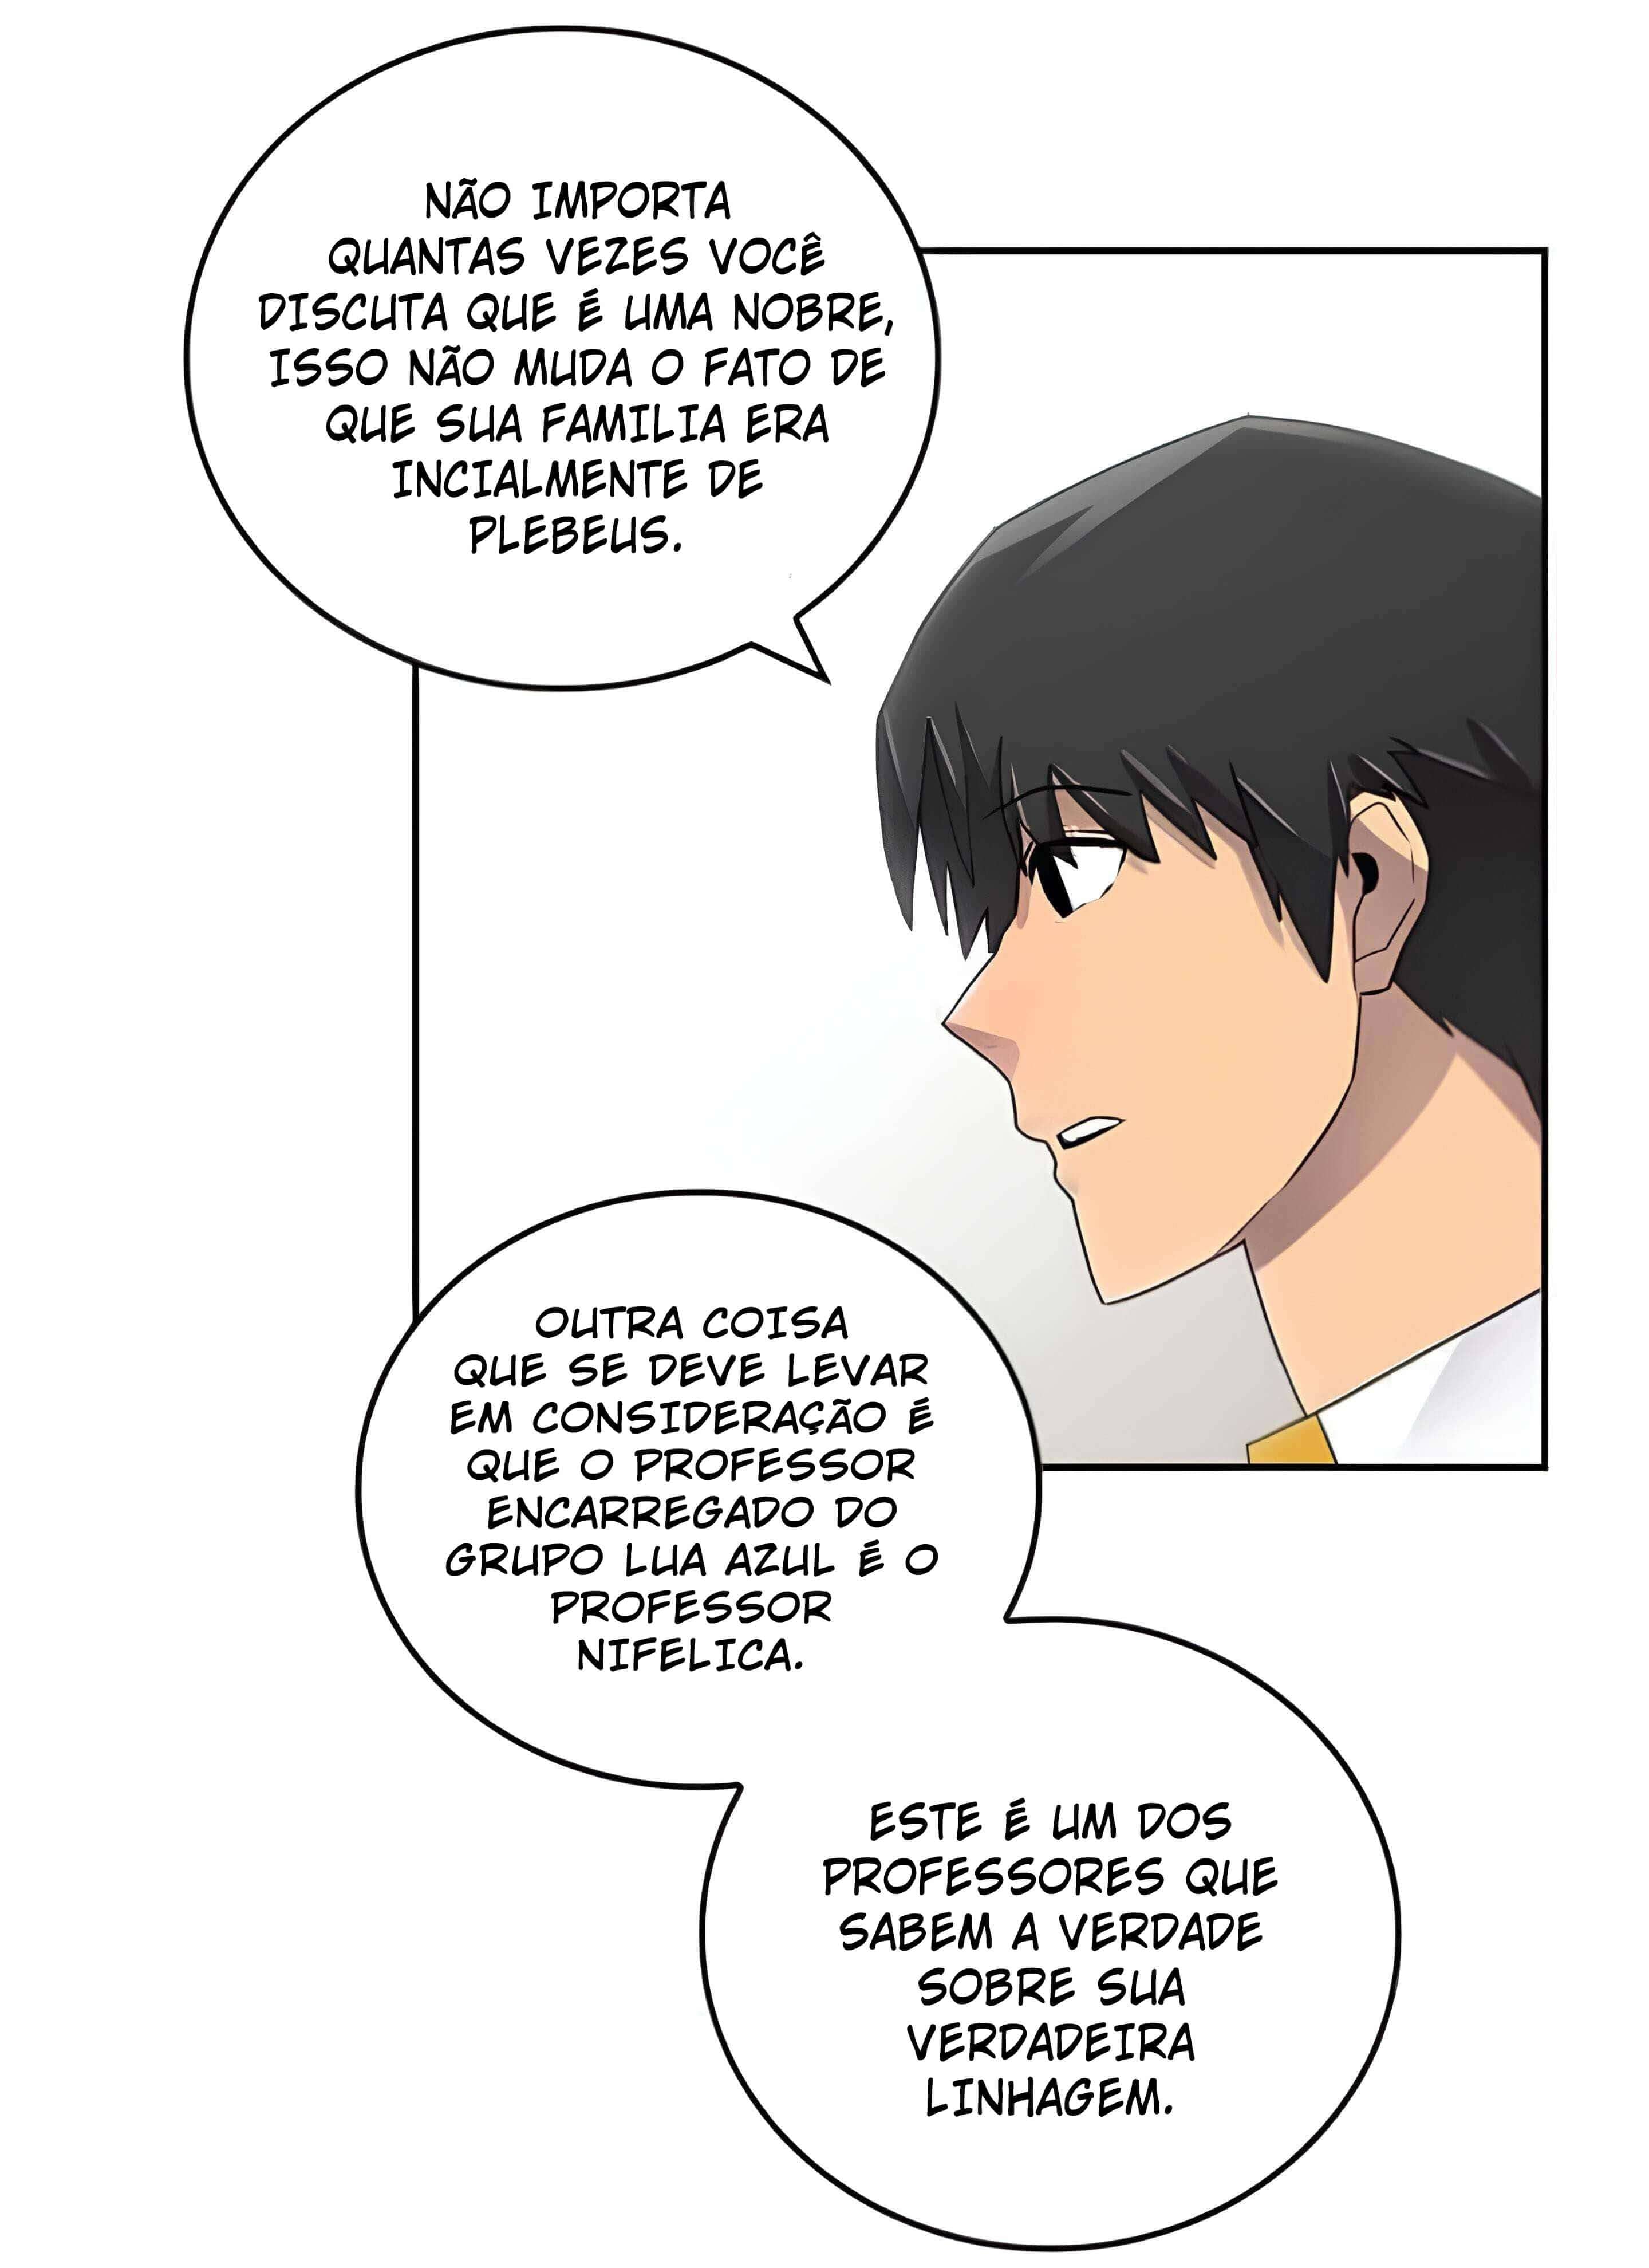 NÃO IMPORTA
QUANTAS VEZES VOCÊ
DISCUTA QUE É UMA NOBRE,
ISSO NÃO MUDA O FATO DE
QUE SUA FAMILIA ERA
INCIALMENTE DE
PLEBEUS.
OUTRA COISA
QUE SE DEVE LEVAR
EM CONSIDERAÇÃO É
QUE O PROFESSOR
ENCARREGADO DO
GRUPO LUA AZUL É O
PROFESSOR
NIFELICA.
ESTE É UM DOS
PROFESSORES QUE
SABEM A VERDADE
SOBRE SUA
VERDADEIRA
LINHAGEM.